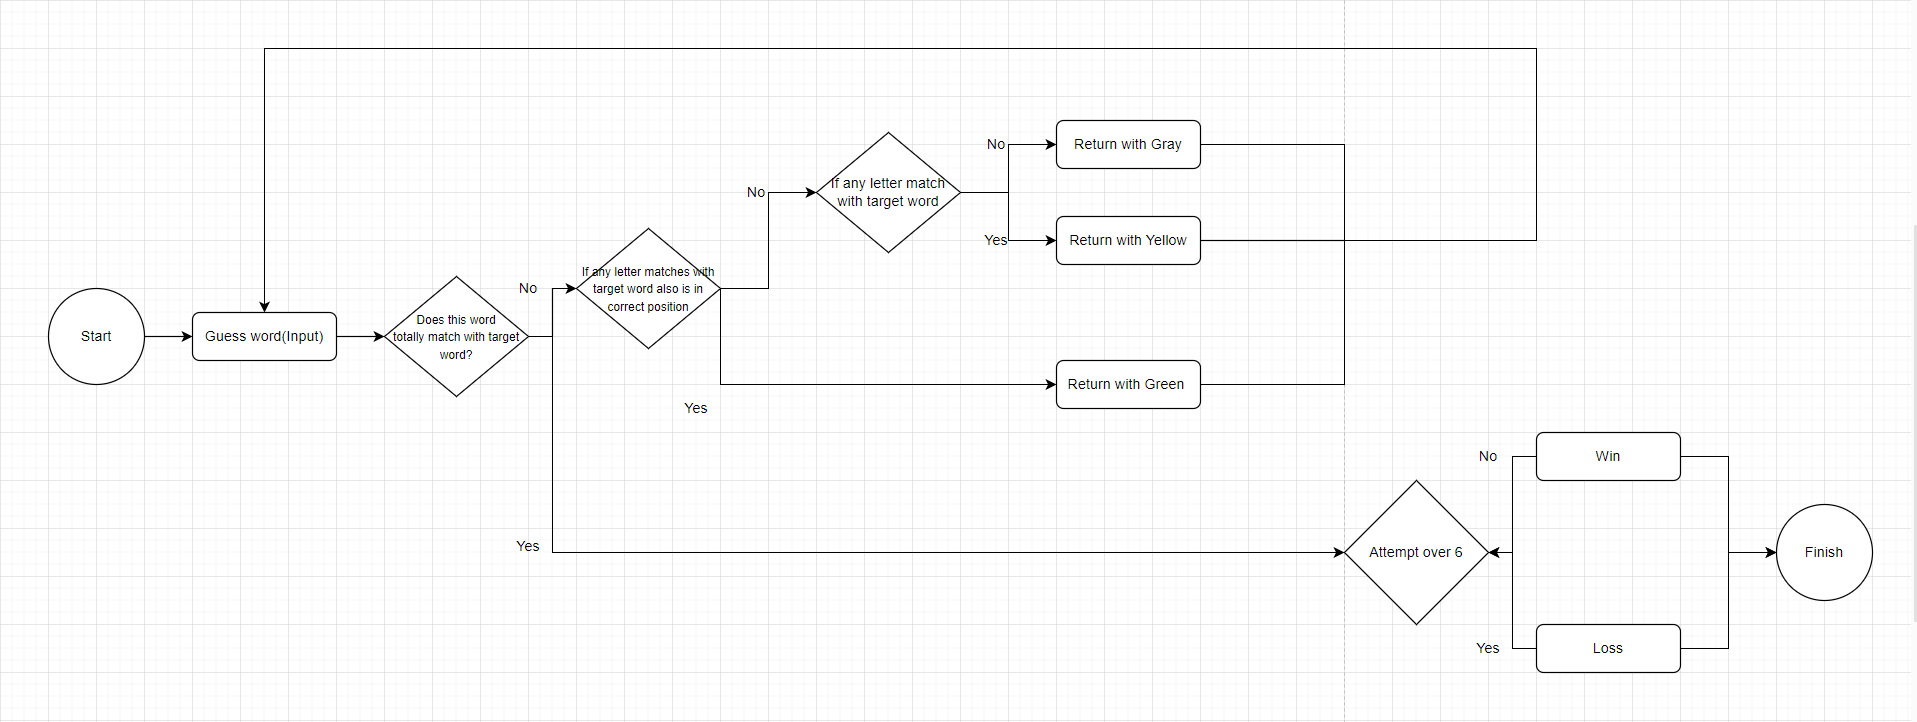 Start
Guess word(Input)
Does this word
totally match with target
word?
No
Yes
If any letter matches with
target word also is in
correct position
No
Yes
If any letter match
with target word
No
Yes
Return with Gray
Return with Yellow
Return with Green
Attempt over 6
No
Yes
Win
Loss
Finish